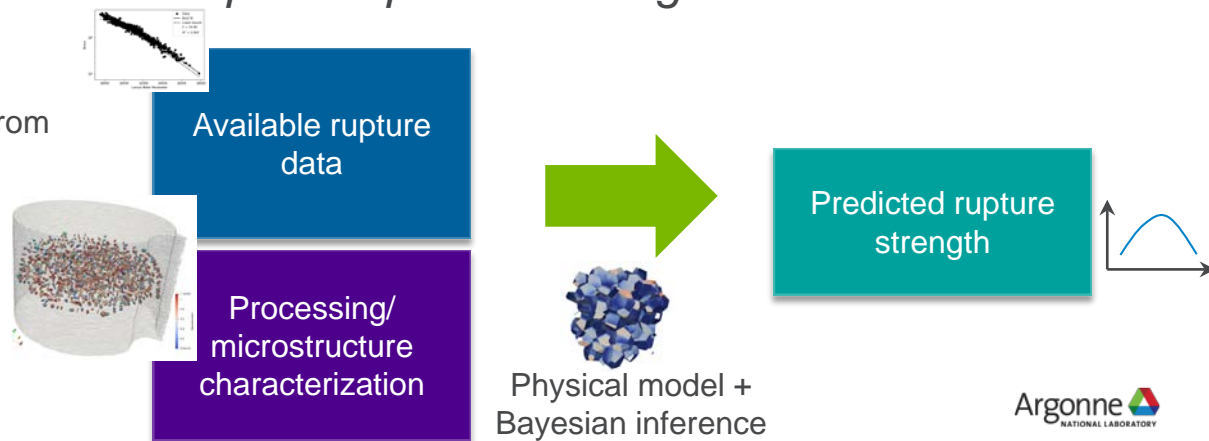 rom
Available rupture
data
Processing/
microstructure
characterization
Physical model +
Bayesian inference
Predicted rupture
strength
Argonne
NATIONAL LABORATORY